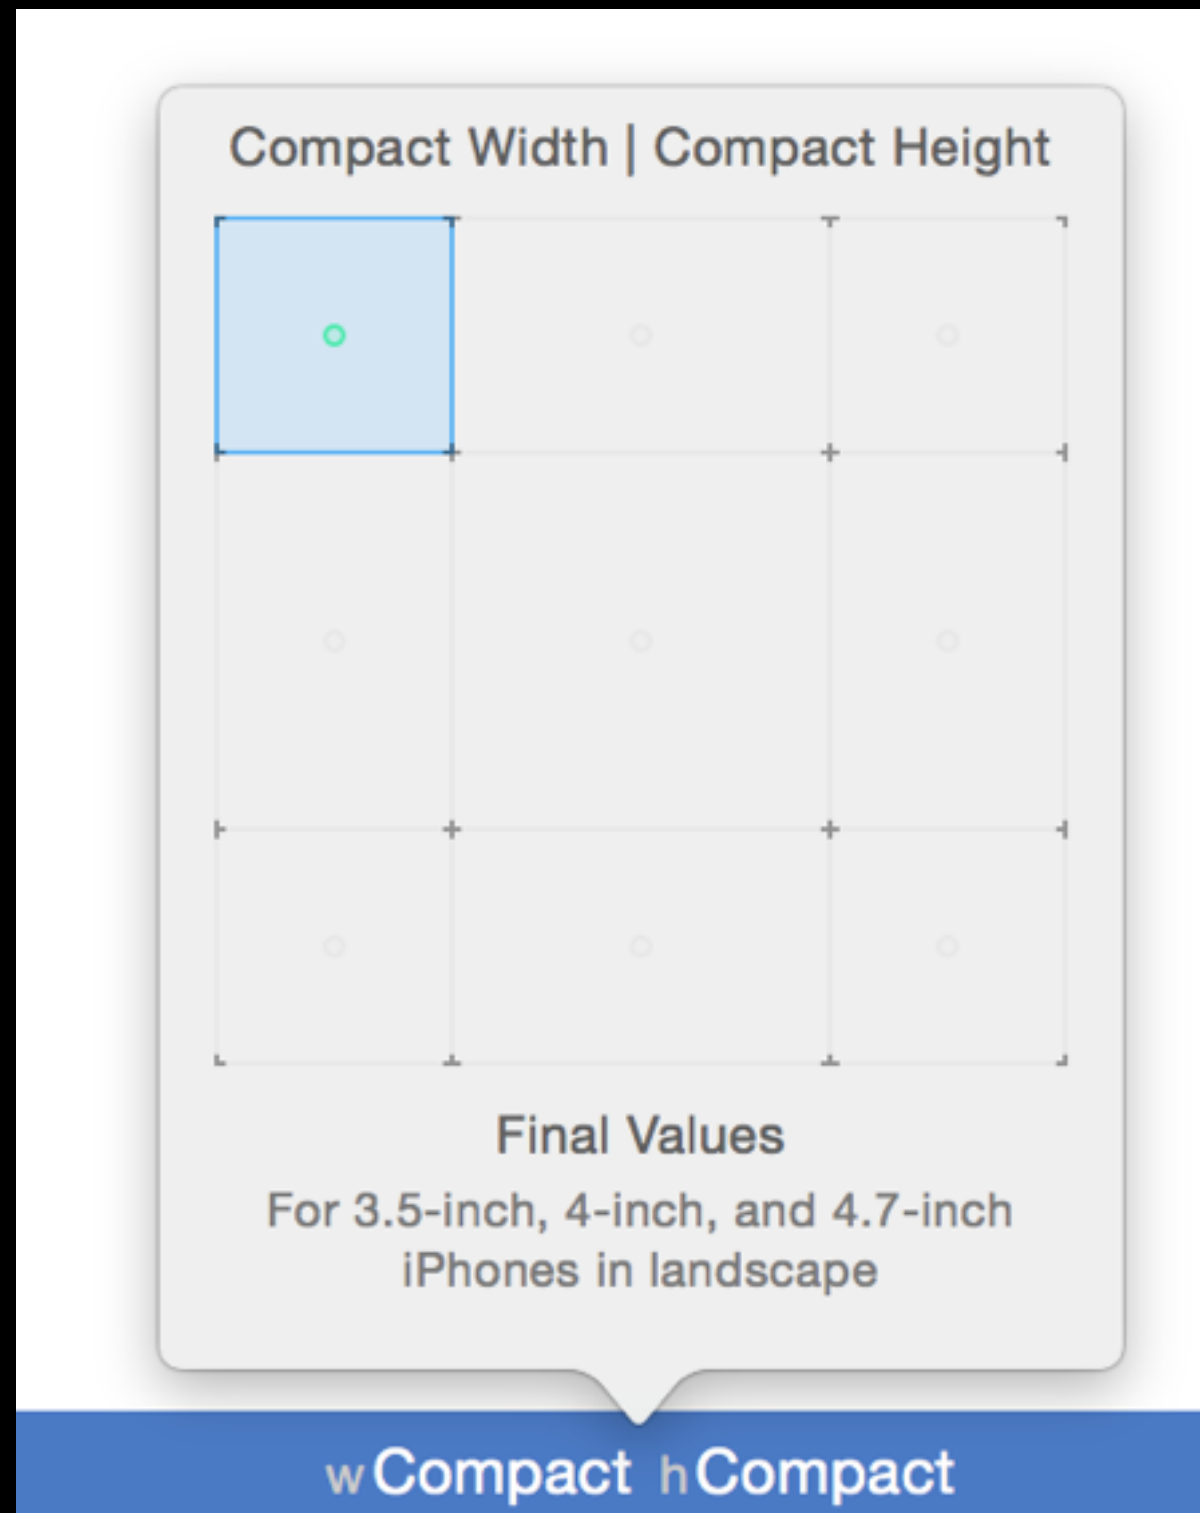 Compact Width | Compact Height
Final Values
For 3.5-inch, 4-inch, and 4.7-inch
iPhones in landscape
wCompact hCompact